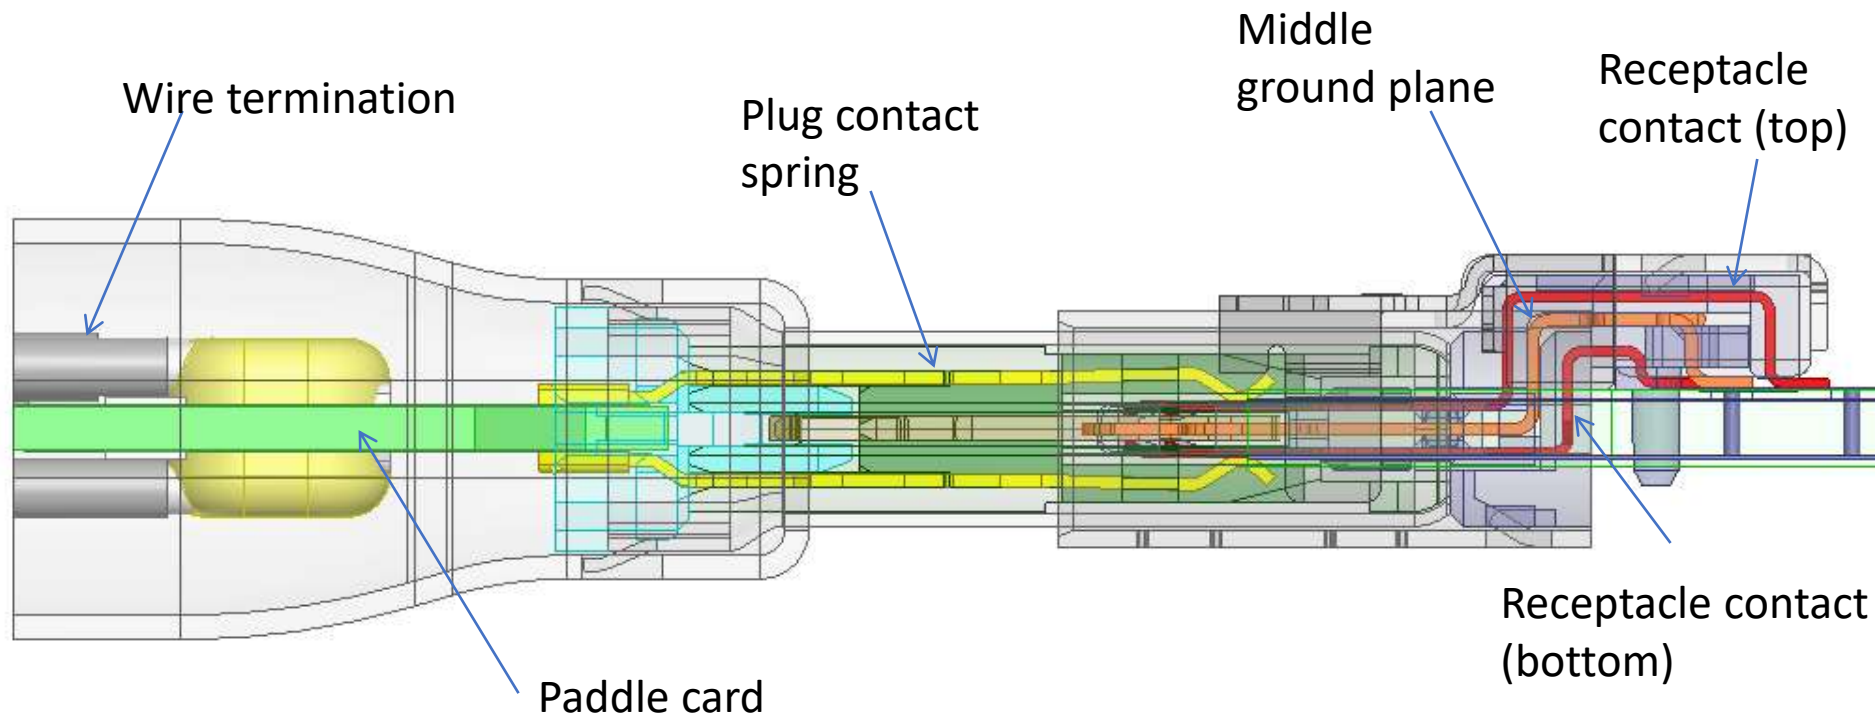 Wire termination
Plug contact
spring
Middle
ground plane
Receptacle
contact (top)
Receptacle contact
(bottom)
Paddle card